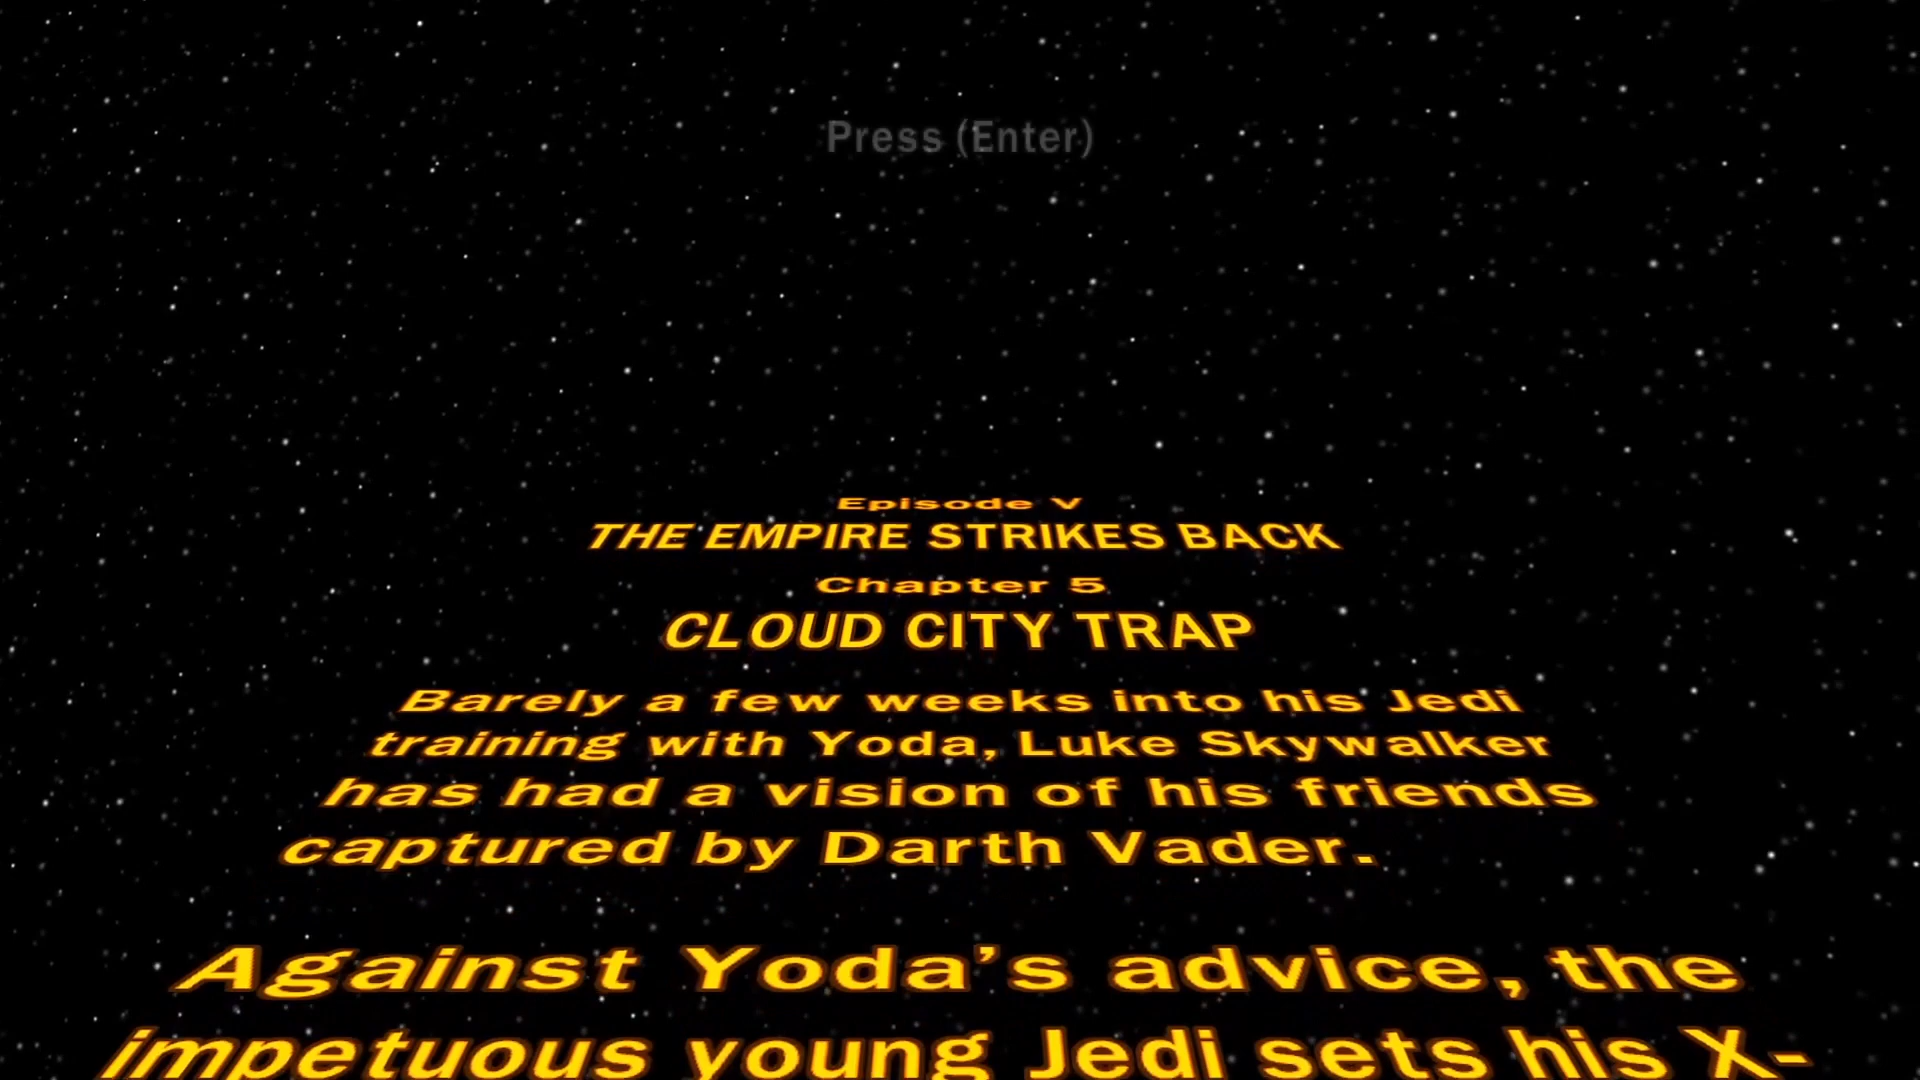 Press (Enter)
Episode V
THE EMPIRE STRIKES BACK
Chapter 5
CLOUD CITY TRAP
Barely a few weeks into his Jedi
training with Yoda, Luke Skywalker
has had a vision of his friends
captured by Darth Vader.
Against Yoda’s advice, the
impetuous young Jedi sets his X-